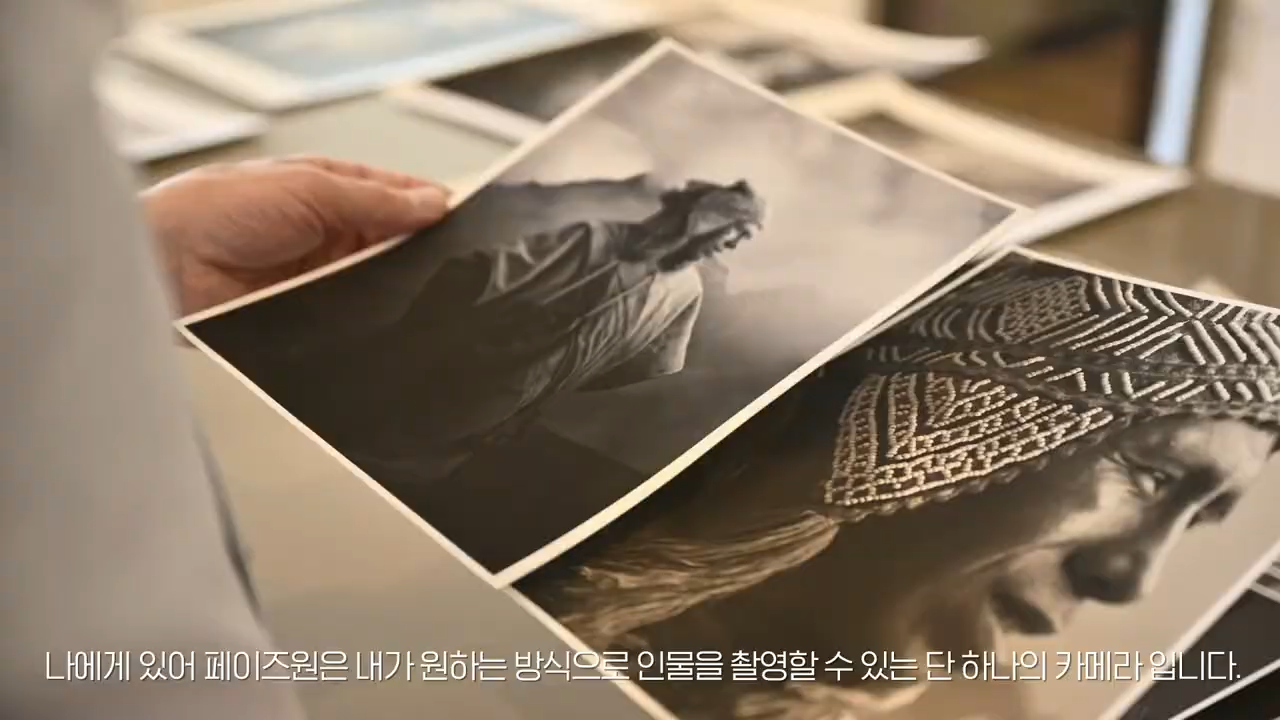 나에게 있어 페이즈원은 내가 원하는 방식으로 인물을 촬영할 수 있는 단 하나의 카메라 입니다.